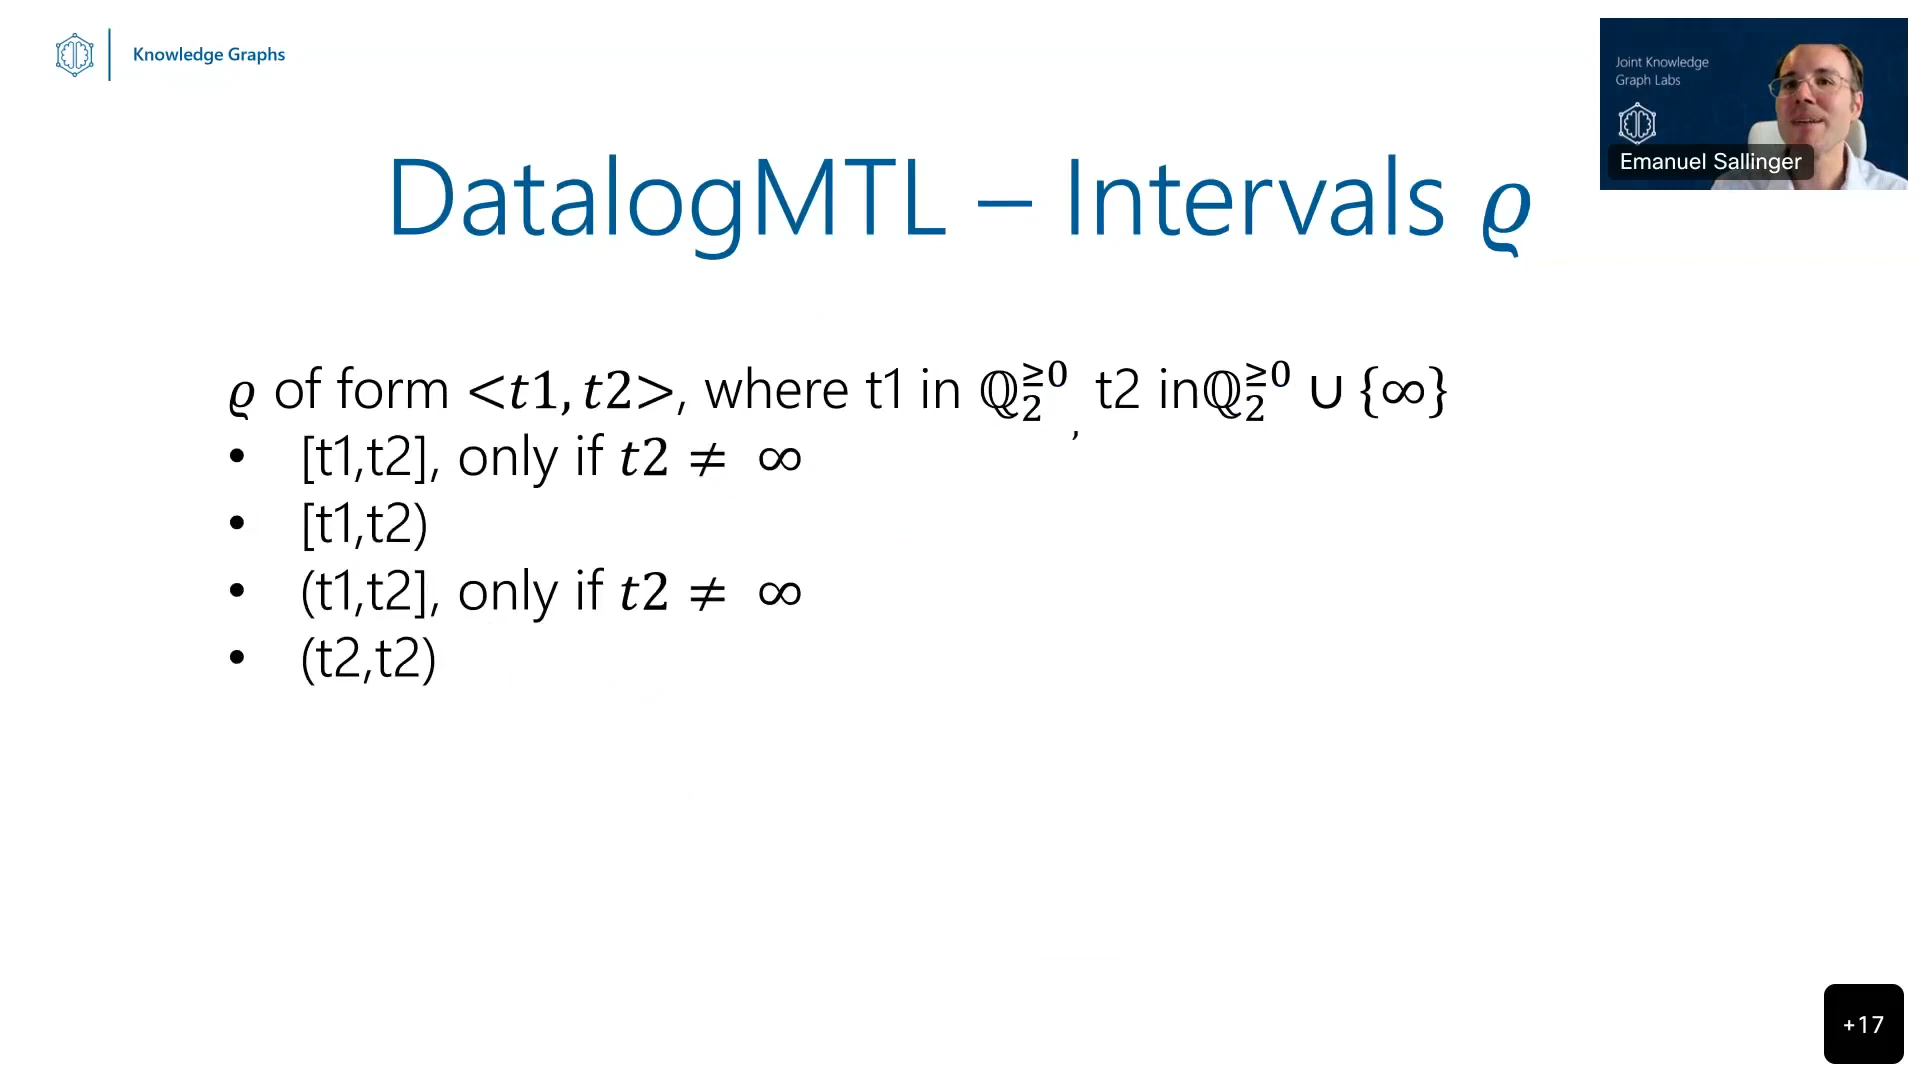 Knowledge Graphs
Joint Knowledge
Graph Labs
Emanuel Sallinger
DatalogMTL – Intervals ϱ
ϱ of form <t1, t2>, where t1 in ℚ₂^≥0, t2 inℚ₂^≥0 ∪ {∞}
• [t1,t2], only if t2 ≠ ∞
• [t1,t2)
• (t1,t2], only if t2 ≠ ∞
• (t2,t2)
+17